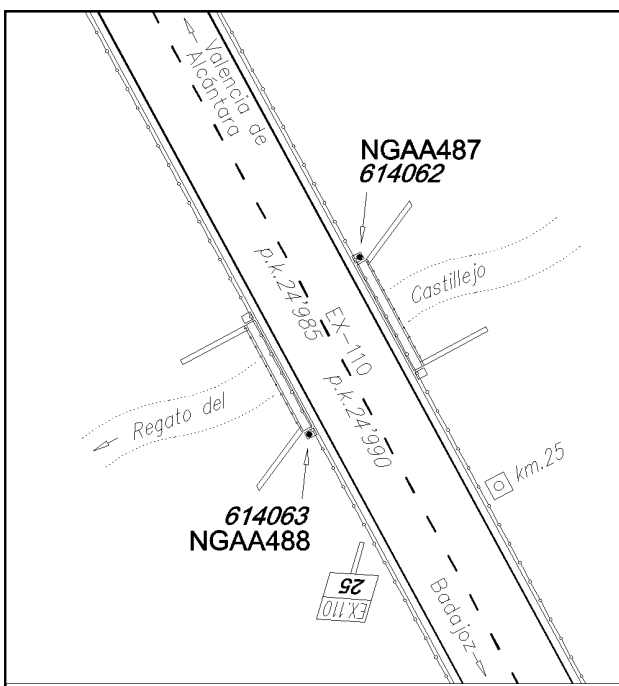 Valencia de
Alcántara
NGAA487
614062
p.k.24'985
EX-110
p.k.24'990
Castillejo
Regato del
km.25
614063
NGAA488
25
EX.110
Badajoz